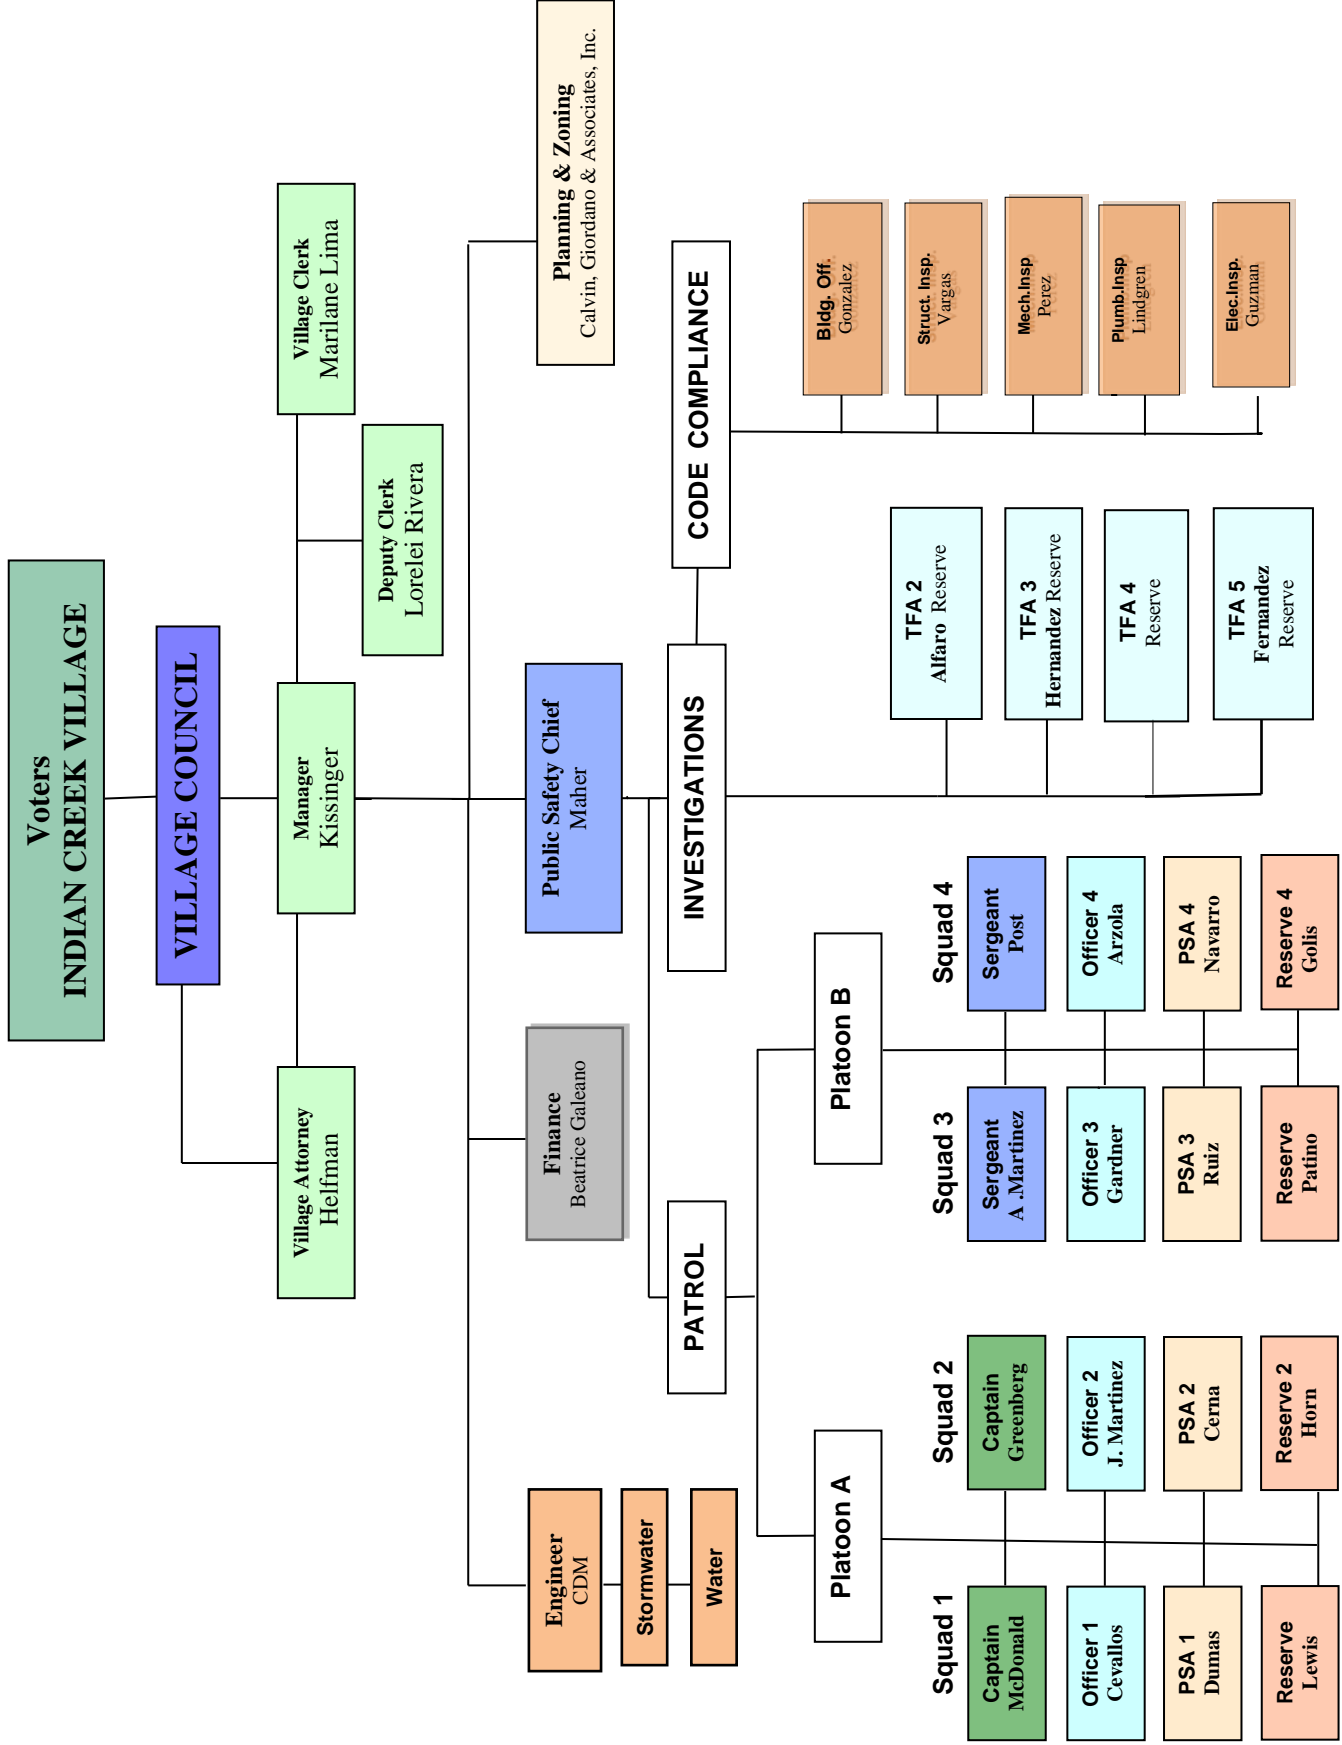 Voters
INDIAN CREEK VILLAGE
VILLAGE COUNCIL
Village Attorney
Helfman
Manager
Kissinger
Village Clerk
Marilane Lima
Deputy Clerk
Lorelei Rivera
Engineer
CDM
Stormwater
Water
Finance
Beatrice Galeano
Public Safety Chief
Maher
Planning & Zoning
Calvin, Giordano & Associates, Inc.
PATROL
INVESTIGATIONS
CODE COMPLIANCE
Platoon A
Platoon B
Squad 1
Squad 2
Squad 3
Squad 4
Captain
McDonald
Captain
Greenberg
Sergeant
A .Martinez
Sergeant
Post
Officer 1
Cevallos
Officer 2
J. Martinez
Officer 3
Gardner
Officer 4
Arzola
PSA 1
Dumas
PSA 2
Cerna
PSA 3
Ruiz
PSA 4
Navarro
Reserve
Lewis
Reserve 2
Horn
Reserve
Patino
Reserve 4
Golis
TFA 2
Alfaro Reserve
TFA 3
Hernandez Reserve
TFA 4
Reserve
TFA 5
Fernandez
Reserve
Bldg. Off.
Gonzalez
Struct. Insp.
Vargas
Mech.Insp
Perez
Plumb.Insp
Lindgren
Elec.Insp.
Guzman